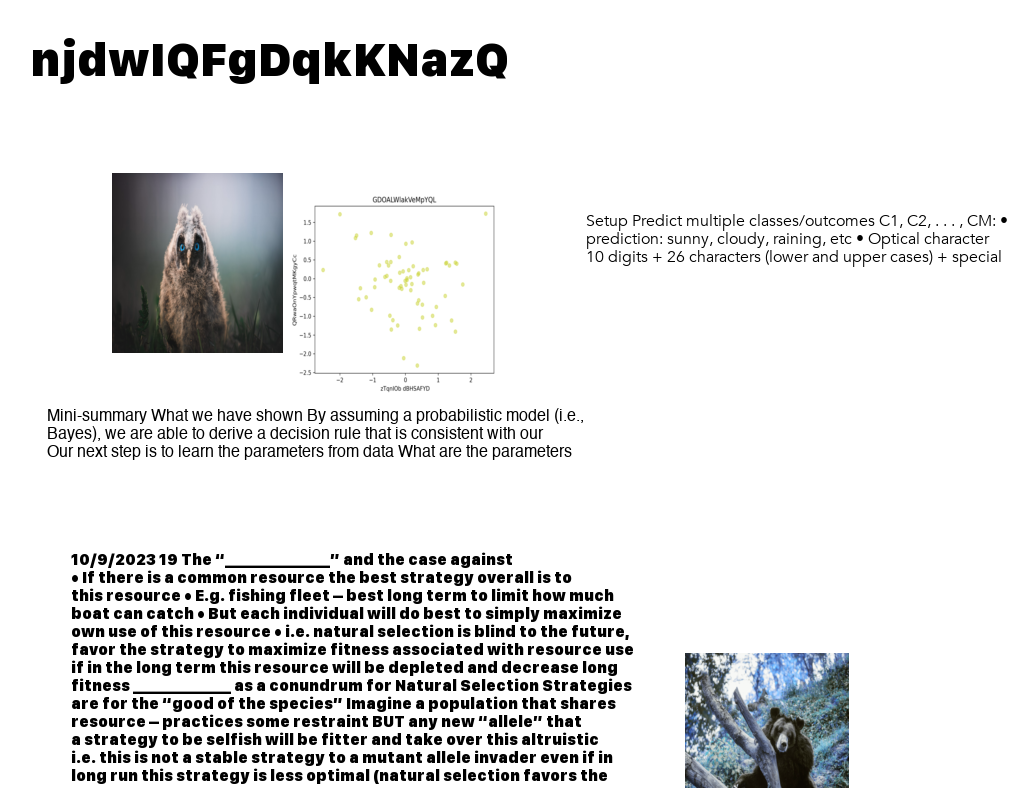 njdwIQFgDqkKNazQ
GDOALWlakVeMpYQL
1.5
1.0
0.5
0.0
−0.5
−1.0
−1.5
−2.0
−2.5
−2 −1 0 1 2
zTqnIOb dBHSAFYD
Setup Predict multiple classes/outcomes C1, C2, . . . , CM: •
prediction: sunny, cloudy, raining, etc • Optical character
10 digits + 26 characters (lower and upper cases) + special
Mini-summary What we have shown By assuming a probabilistic model (i.e.,
Bayes), we are able to derive a decision rule that is consistent with our
Our next step is to learn the parameters from data What are the parameters
10/9/2023 19 The “______________” and the case against
• If there is a common resource the best strategy overall is to
this resource • E.g. fishing fleet – best long term to limit how much
boat can catch • But each individual will do best to simply maximize
own use of this resource • i.e. natural selection is blind to the future,
favor the strategy to maximize fitness associated with resource use
if in the long term this resource will be depleted and decrease long
fitness _____________ as a conundrum for Natural Selection Strategies
are for the “good of the species” Imagine a population that shares
resource – practices some restraint BUT any new “allele” that
a strategy to be selfish will be fitter and take over this altruistic
i.e. this is not a stable strategy to a mutant allele invader even if in
long run this strategy is less optimal (natural selection favors the